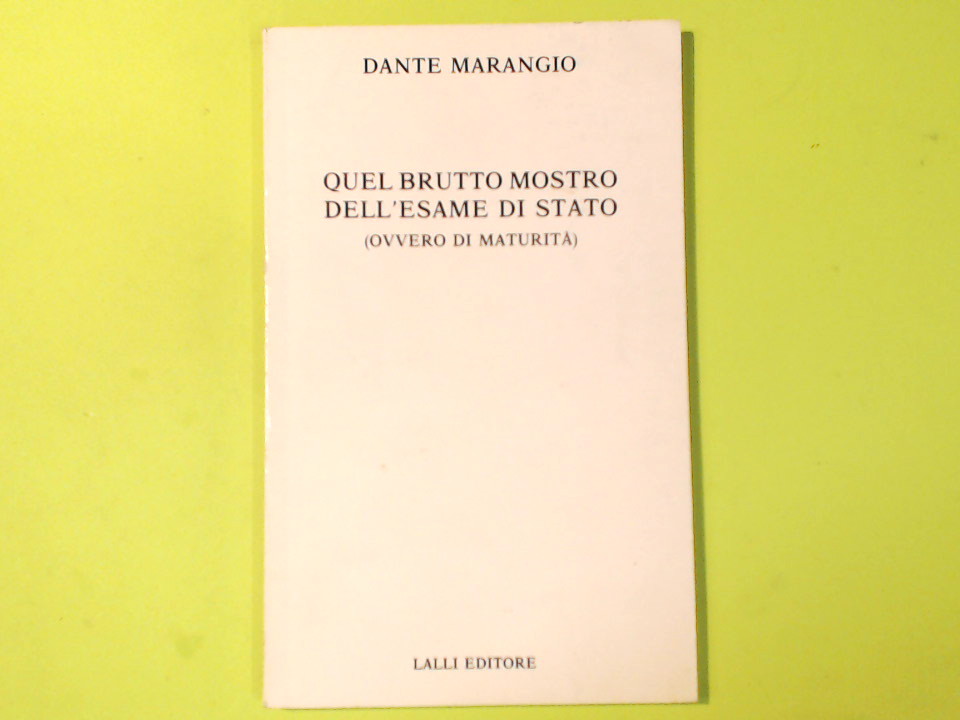 DANTE MARANGIO
QUEL BRUTTO MOSTRO
DELL'ESAME DI STATO
(OVVERO DI MATURITÀ)
LALLI EDITORE